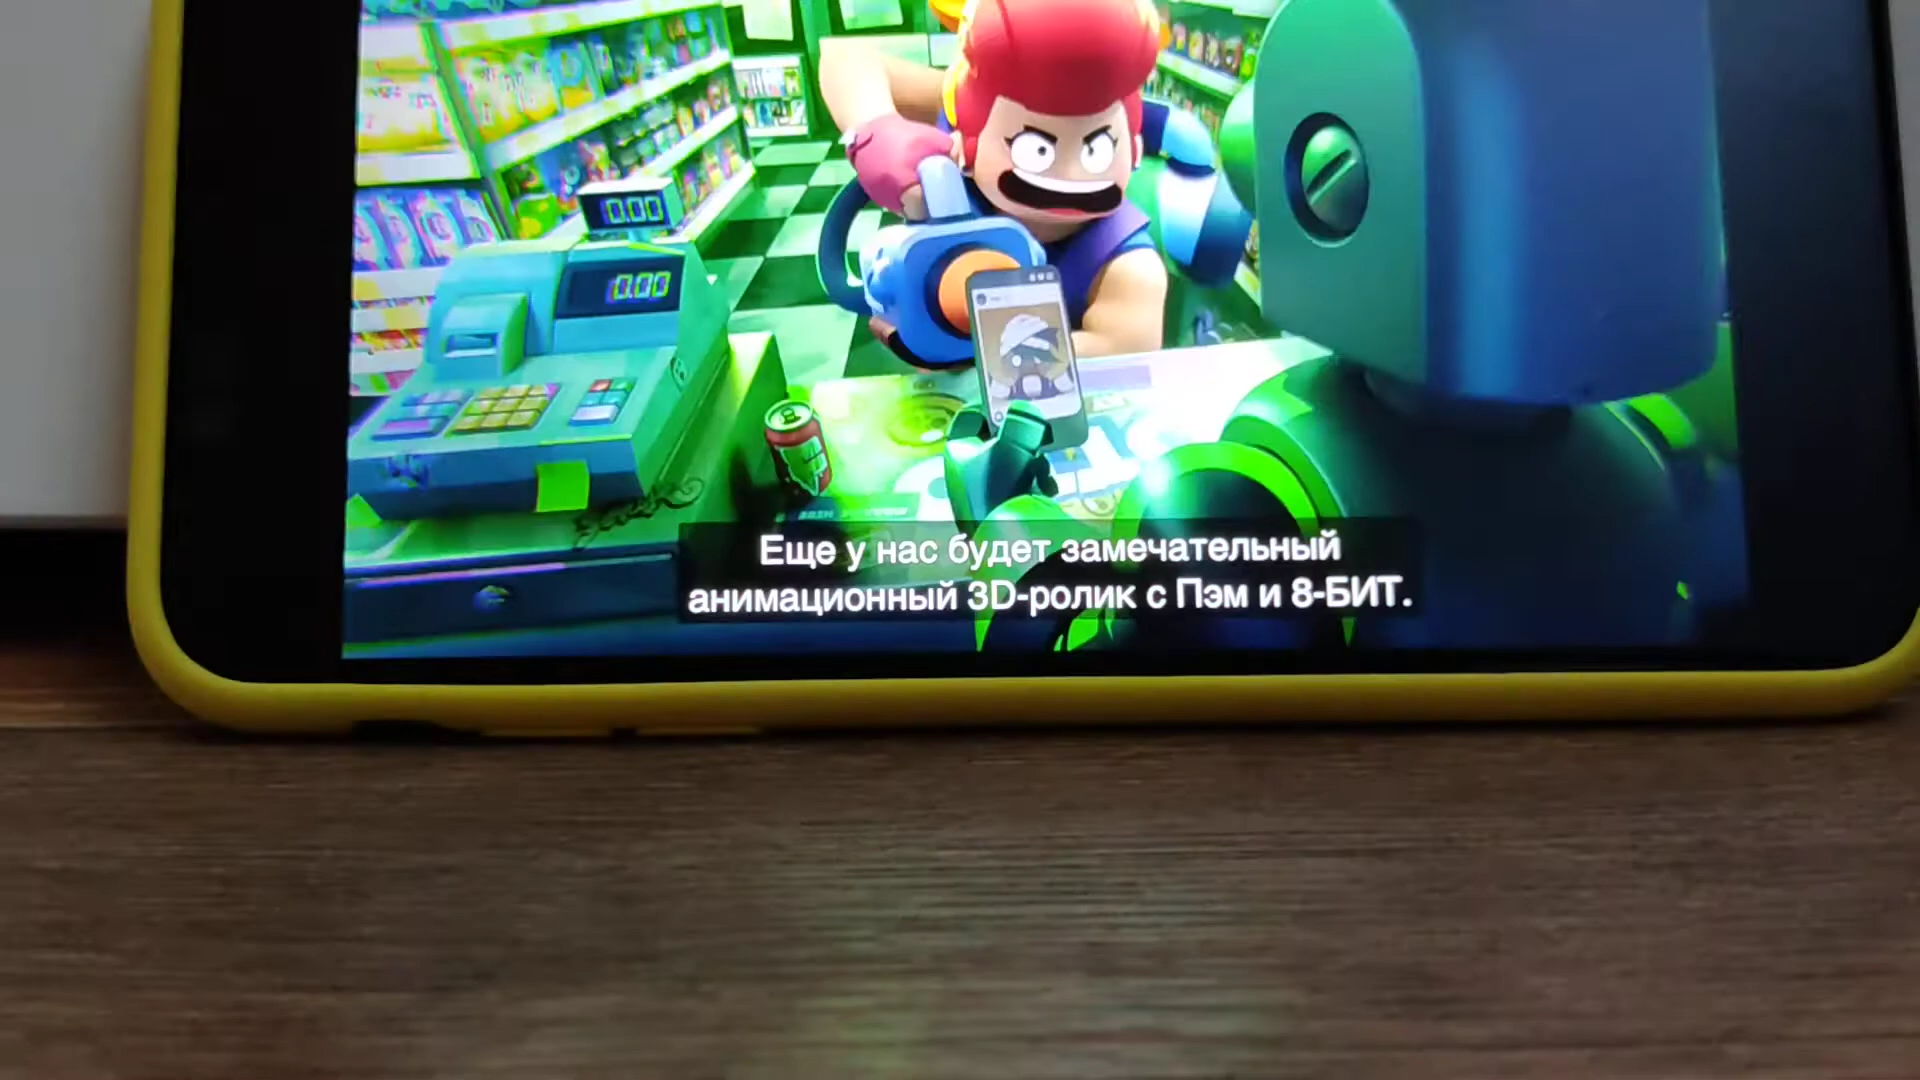 0.00
0.00
Еще у нас будет замечательный
анимационный 3D-ролик с Пэм и 8-БИТ.